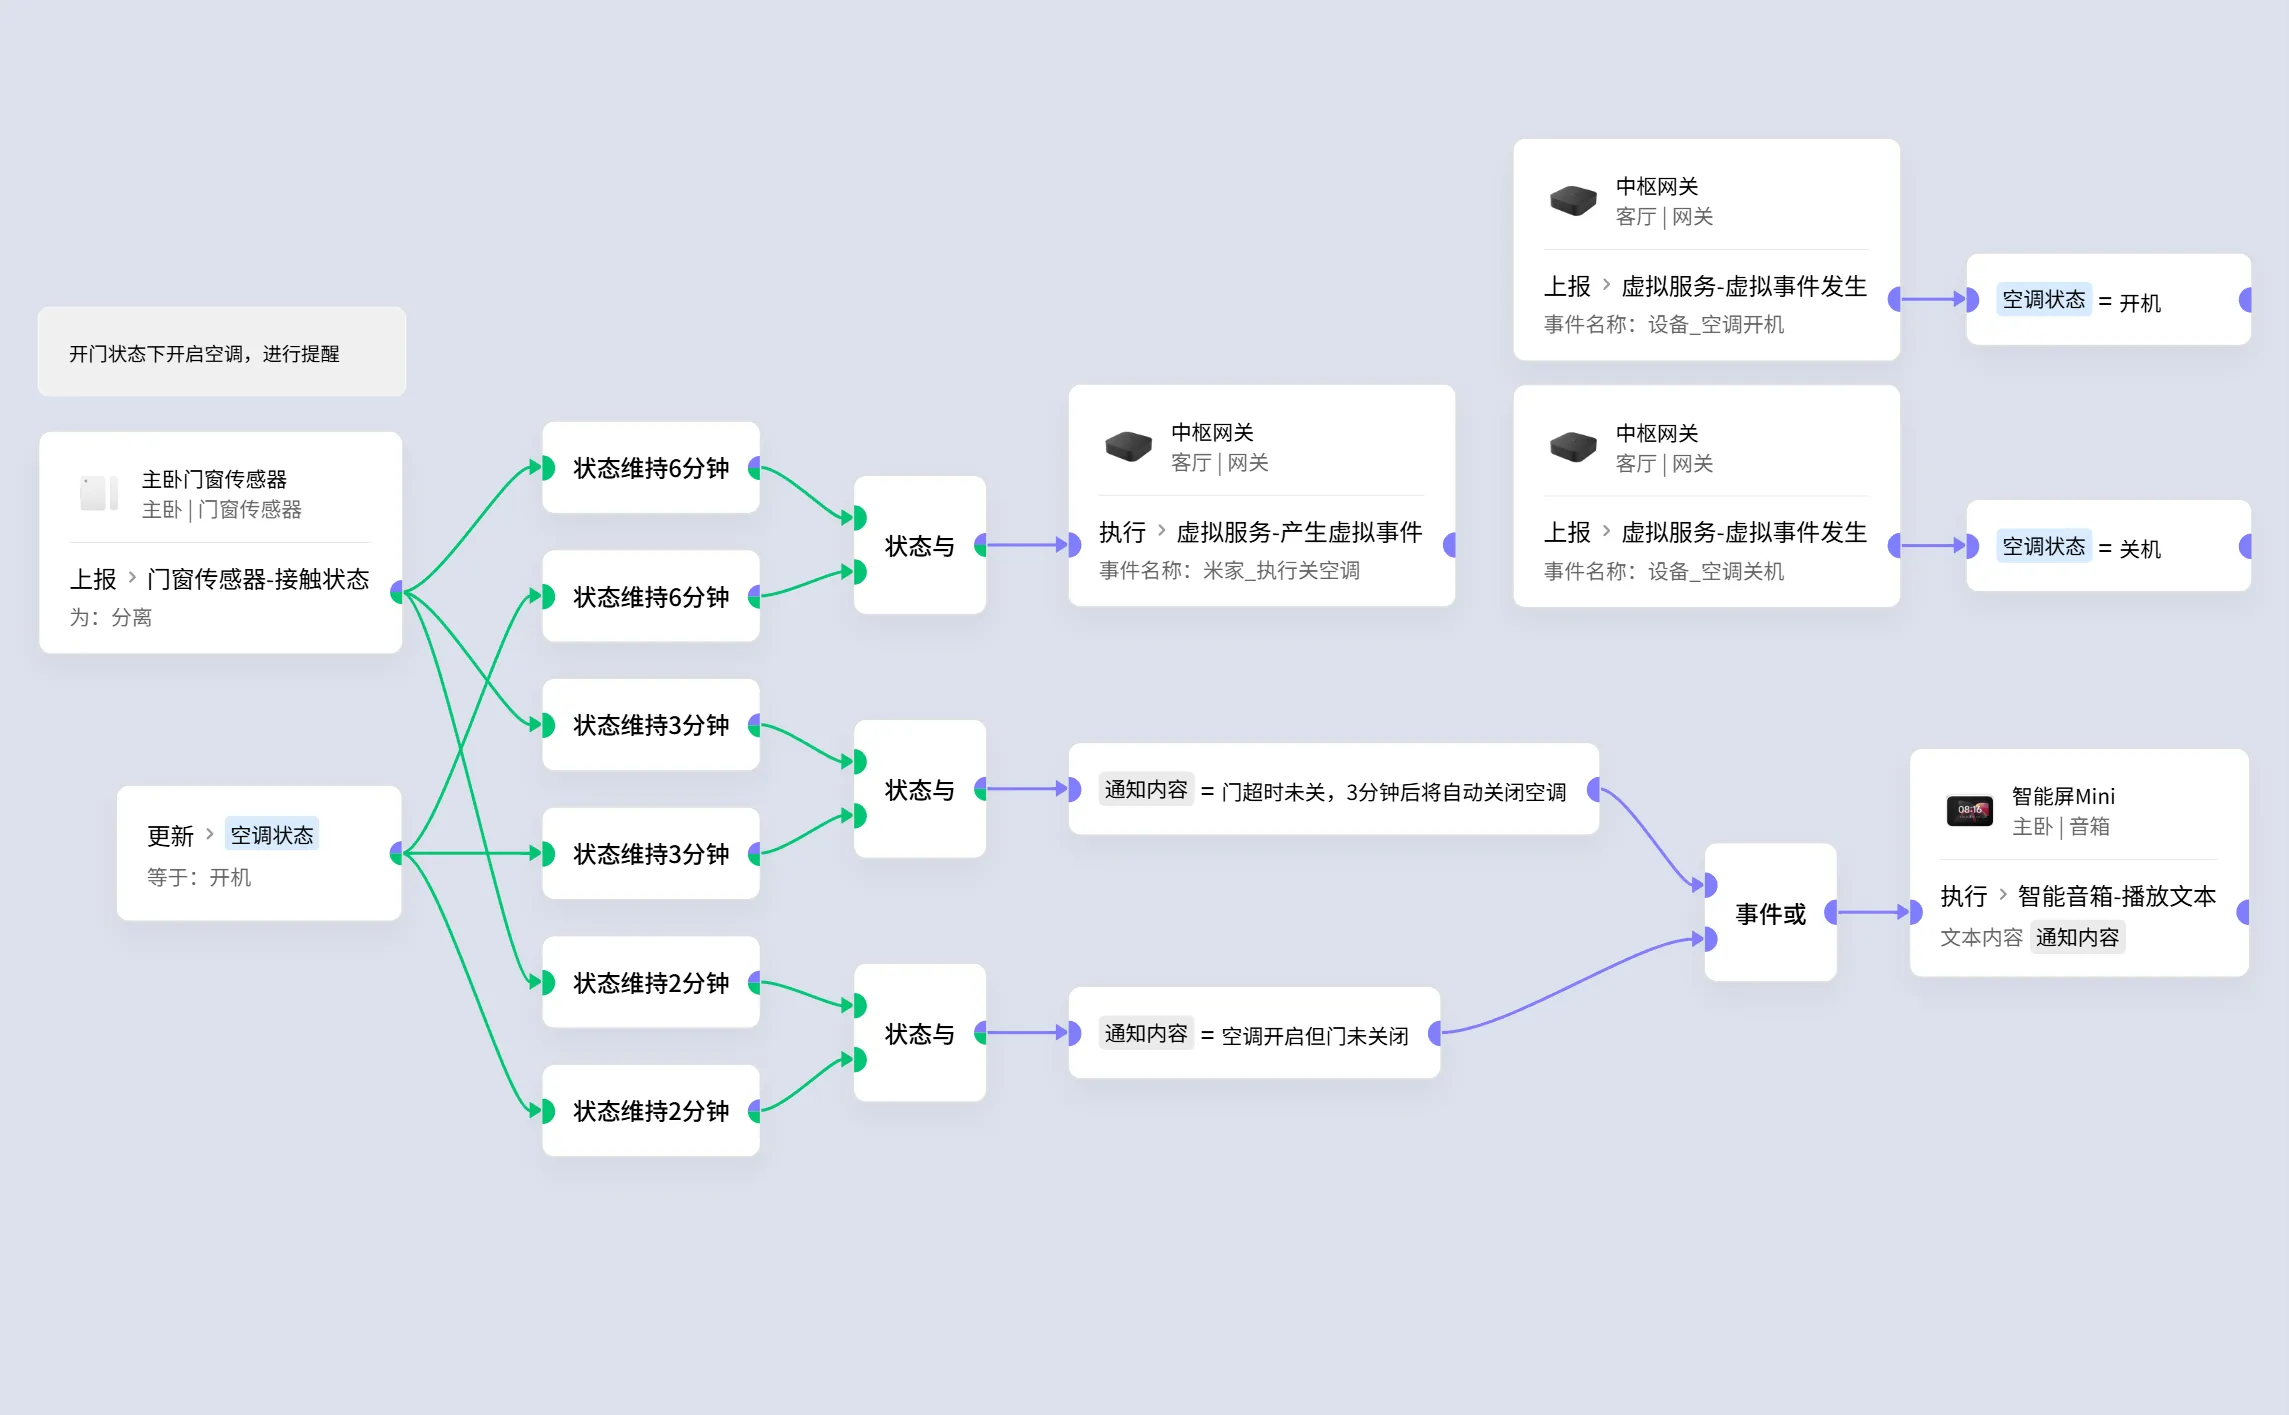 开门状态下开启空调，进行提醒
主卧门窗传感器
主卧 | 门窗传感器
上报 > 门窗传感器-接触状态
为：分离
更新 > 空调状态
等于：开机
状态维持6分钟
状态维持6分钟
状态维持3分钟
状态维持3分钟
状态维持2分钟
状态维持2分钟
状态与
状态与
状态与
中枢网关
客厅 | 网关
执行 > 虚拟服务-产生虚拟事件
事件名称：米家_执行关空调
中枢网关
客厅 | 网关
上报 > 虚拟服务-虚拟事件发生
事件名称：设备_空调开机
空调状态 = 开机
中枢网关
客厅 | 网关
上报 > 虚拟服务-虚拟事件发生
事件名称：设备_空调关机
空调状态 = 关机
通知内容 = 门超时未关，3分钟后将自动关闭空调
通知内容 = 空调开启但门未关闭
事件或
08:16
智能屏Mini
主卧 | 音箱
执行 > 智能音箱-播放文本
文本内容 通知内容